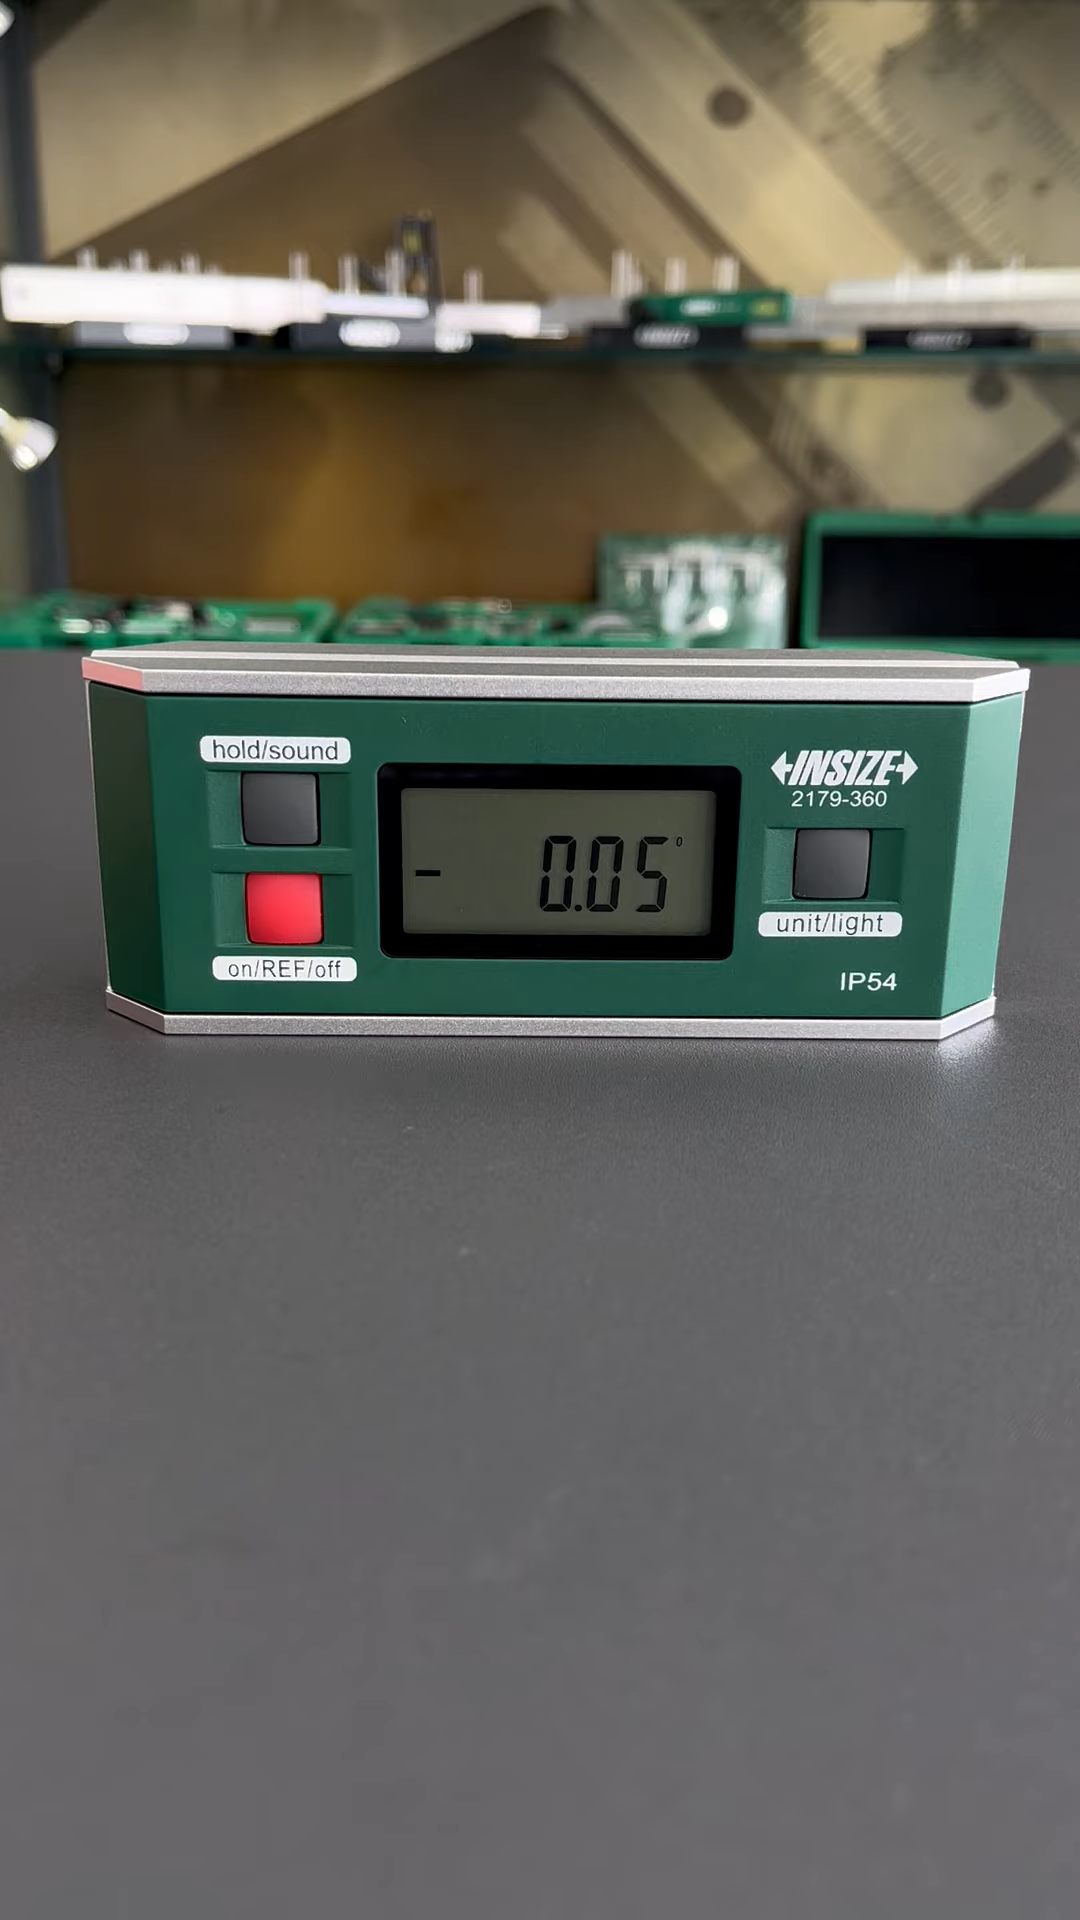 hold/sound
INSIZE
2179-360
- 0.05°
unit/light
on/REF/off
IP54